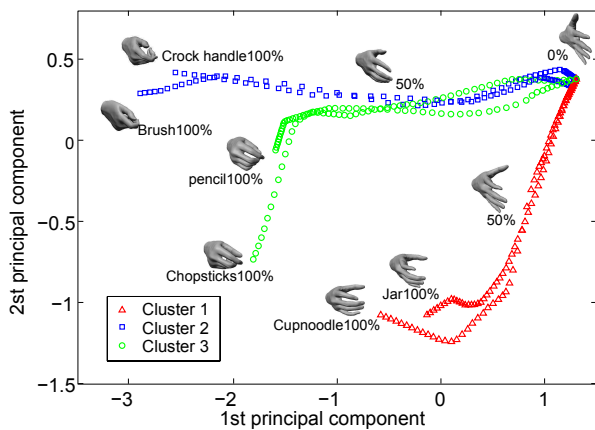 0.5
0
−0.5
−1
−1.5
2st principal component
Crock handle100%
0%
50%
Brush100%
pencil100%
50%
Chopsticks100%
Jar100%
Cupnoodle100%
Cluster 1
Cluster 2
Cluster 3
−3
−2
−1
0
1
1st principal component